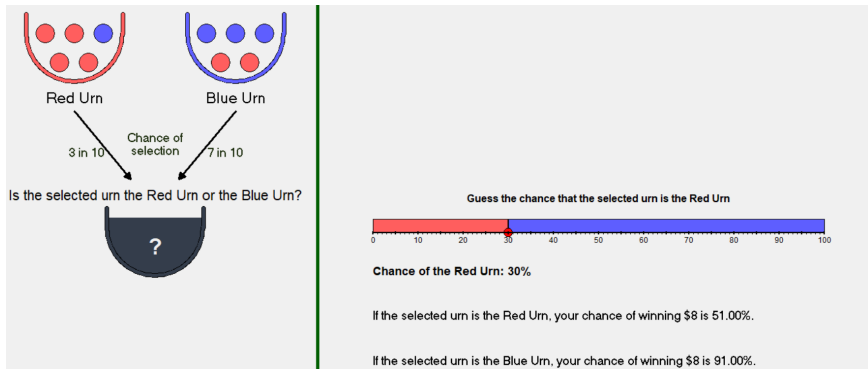 Red Urn
Blue Urn
Chance of
selection
3 in 10
7 in 10
Is the selected urn the Red Urn or the Blue Urn?
?
Guess the chance that the selected urn is the Red Urn
0 10 20 30 40 50 60 70 80 90 100
Chance of the Red Urn: 30%
If the selected urn is the Red Urn, your chance of winning $8 is 51.00%.
If the selected urn is the Blue Urn, your chance of winning $8 is 91.00%.